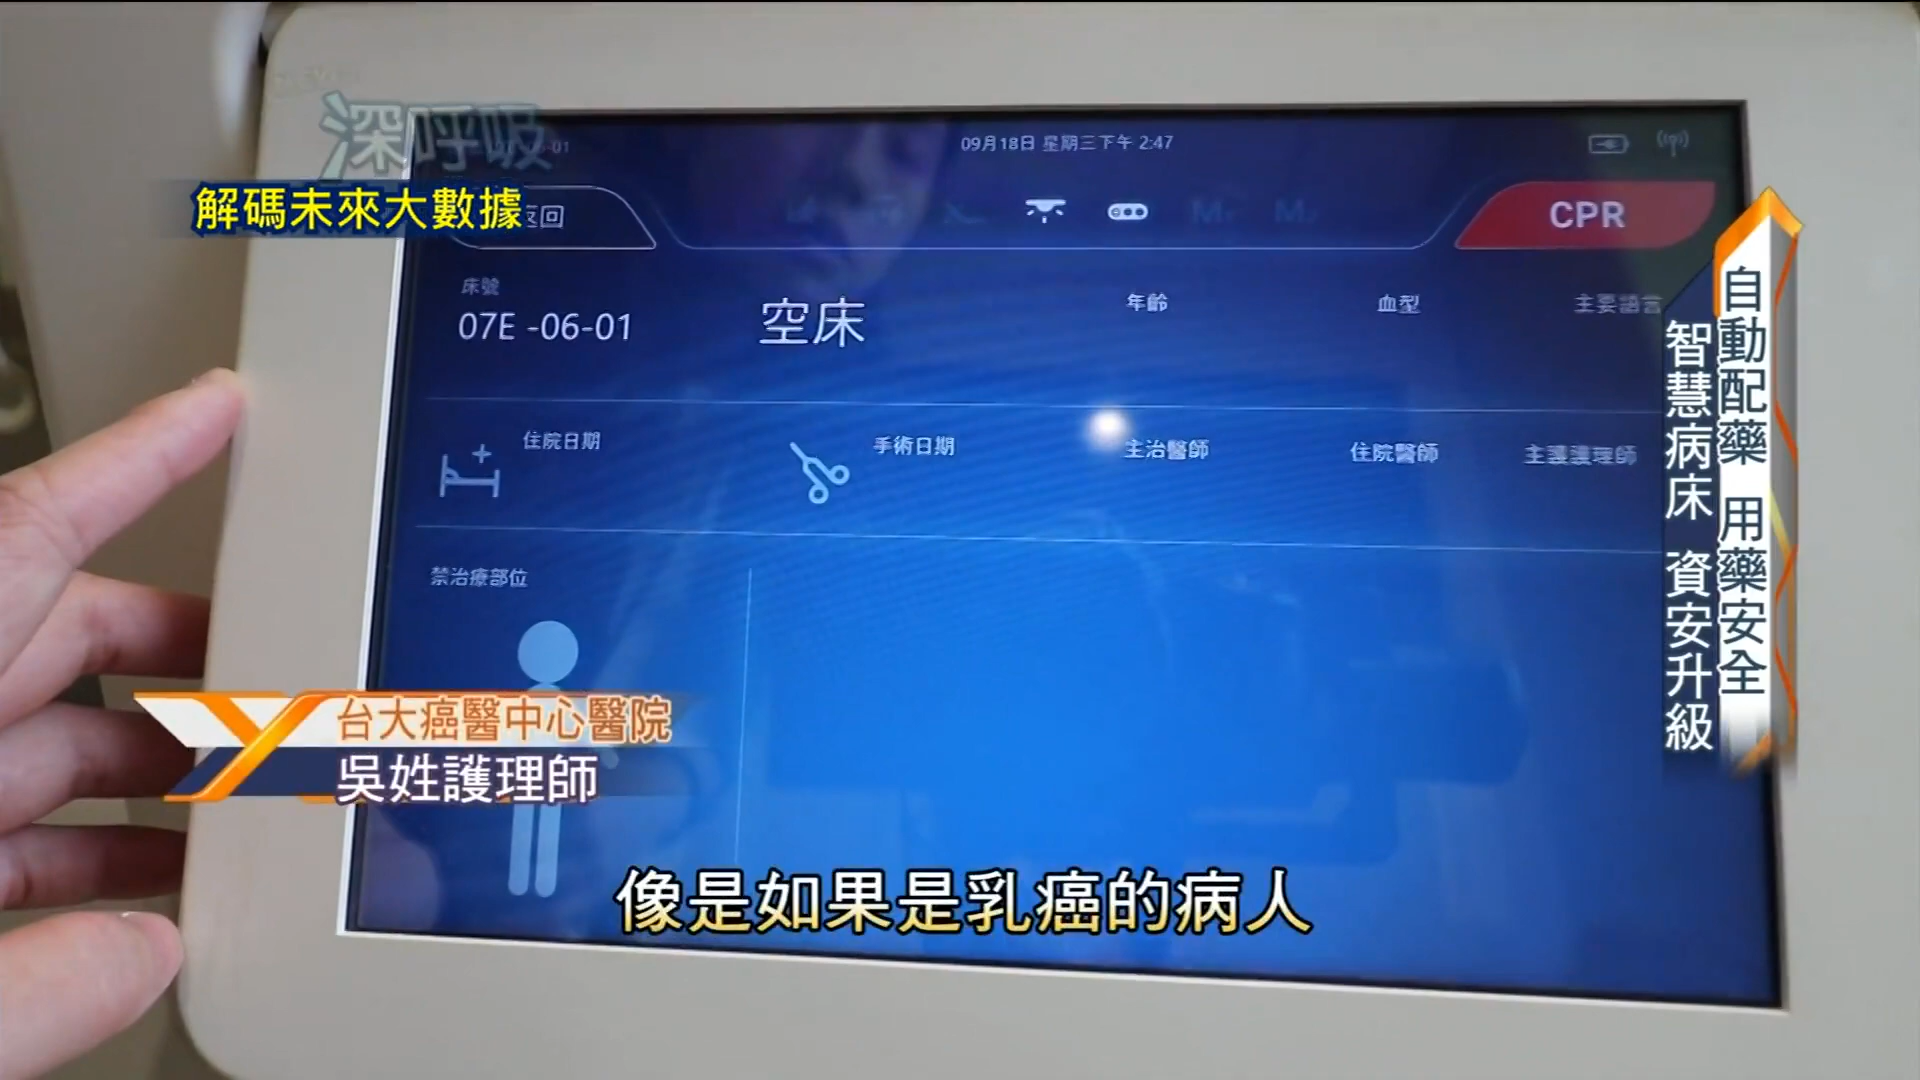 深呼吸
解碼未來大數據
09月18日 星期三下午 2:47
返回
CPR
床號
07E -06-01
空床
年齡
血型
主要語言
住院日期
手術日期
主治醫師
住院醫師
主護護理師
禁治療部位
自動配藥 用藥安全
智慧病床 資安升級
台大癌醫中心醫院
吳姓護理師
像是如果是乳癌的病人